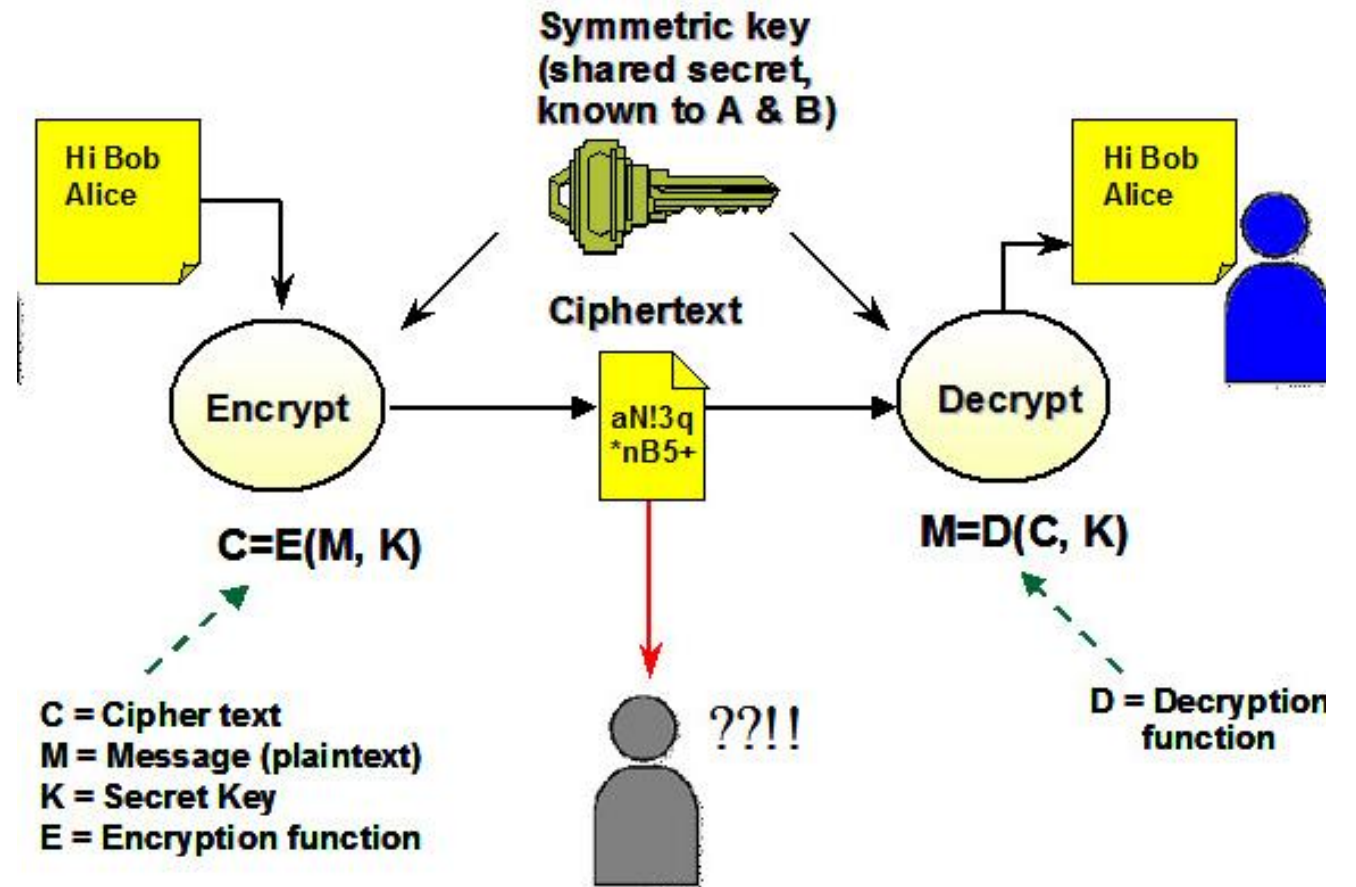 Symmetric key
(shared secret,
known to A & B)
Hi Bob
Alice
Hi Bob
Alice
Ciphertext
Encrypt
aN!3q
*nB5+
Decrypt
C=E(M, K)
M=D(C, K)
??!!
C = Cipher text
M = Message (plaintext)
K = Secret Key
E = Encryption function
D = Decryption
function